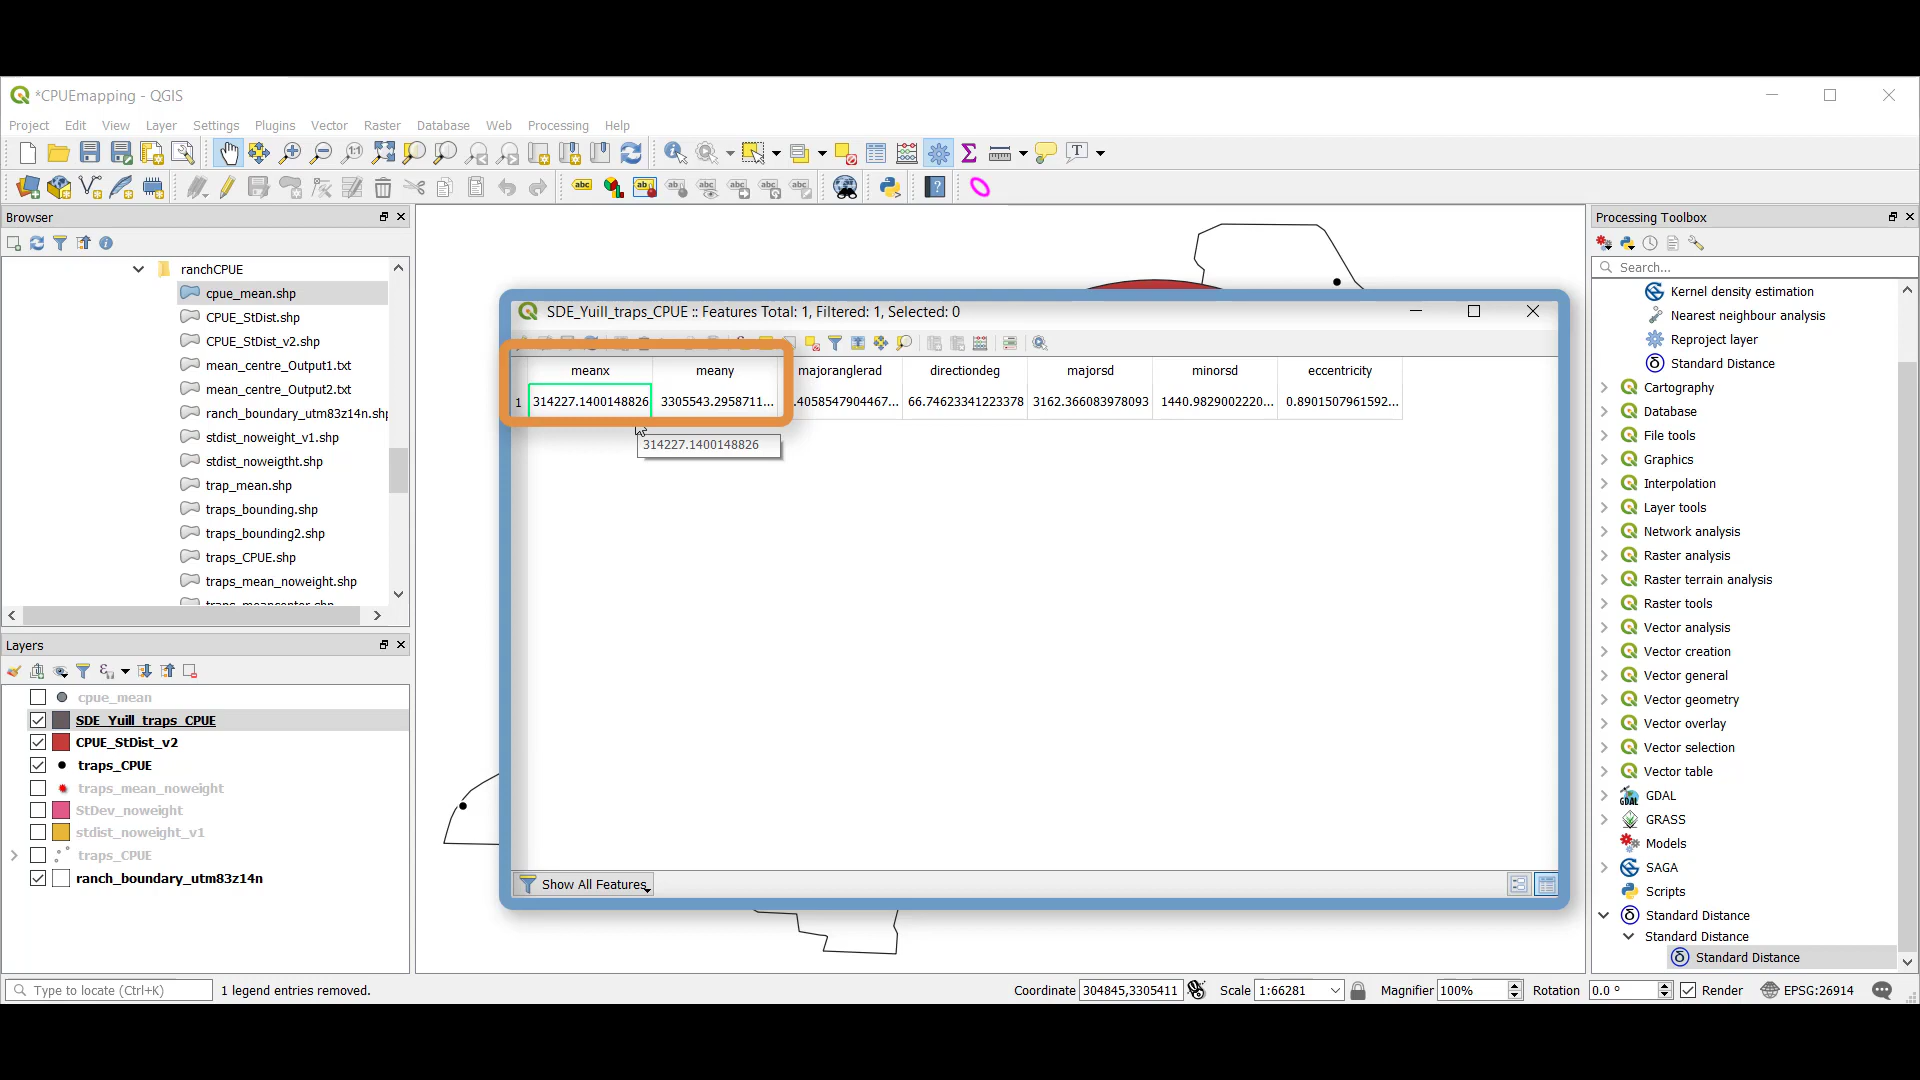 *CPUEmapping - QGIS
Project Edit View Layer Settings Plugins Vector Raster Database Web Processing Help
Browser
ranchCPUE
cpue_mean.shp
CPUE_StDist.shp
CPUE_StDist_v2.shp
mean_centre_Output1.txt
mean_centre_Output2.txt
ranch_boundary_utm83z14n.shp
stdist_noweight_v1.shp
stdist_noweigtht.shp
trap_mean.shp
traps_bounding.shp
traps_bounding2.shp
traps_CPUE.shp
traps_mean_noweight.shp
Layers
cpue_mean
SDE_Yuill_traps_CPUE
CPUE_StDist_v2
traps_CPUE
traps_mean_noweight
StDev_noweight
stdist_noweight_v1
traps_CPUE
ranch_boundary_utm83z14n
SDE_Yuill_traps_CPUE :: Features Total: 1, Filtered: 1, Selected: 0
meanx meany majoranglerad directiondeg majorsd minorsd eccentricity
1 314227.1400148826 3305543.2958711... .4058547904467... 66.74623341223378 3162.366083978093 1440.9829002220... 0.8901507961592...
314227.1400148826
Show All Features
Processing Toolbox
Search...
Kernel density estimation
Nearest neighbour analysis
Reproject layer
Standard Distance
Cartography
Database
File tools
Graphics
Interpolation
Layer tools
Network analysis
Raster analysis
Raster terrain analysis
Raster tools
Vector analysis
Vector creation
Vector general
Vector geometry
Vector overlay
Vector selection
Vector table
GDAL
GRASS
Models
SAGA
Scripts
Standard Distance
Standard Distance
Standard Distance
Type to locate (Ctrl+K) 1 legend entries removed. Coordinate 304845,3305411 Scale 1:66281 Magnifier 100% Rotation 0.0 ° Render EPSG:26914